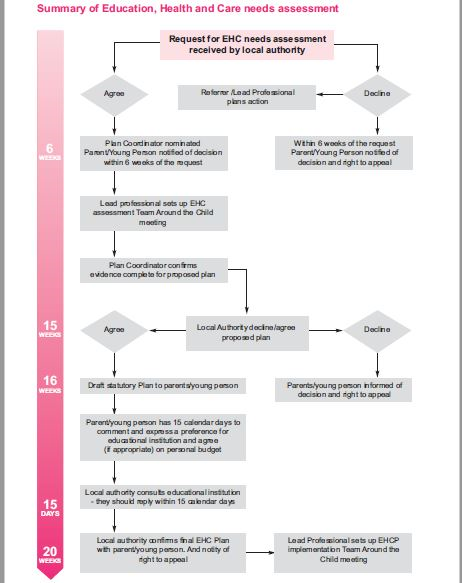 Summary of Education, Health and Care needs assessment
Request for EHC needs assessment
received by local authority
Agree
Referrer /Lead Professional
plans action
Decline
6
WEEKS
Plan Coordinator nominated
Parent/Young Person notified of decision
within 6 weeks of the request
Within 6 weeks of the request
Parent/Young Person notified of
decision and right to appeal
Lead professional sets up EHC
assessment Team Around the Child
meeting
Plan Coordinator confirms
evidence complete for proposed plan
15
WEEKS
Agree
Local Authority decline/agree
proposed plan
Decline
16
WEEKS
Draft statutory Plan to parents/young person
Parents/young person informed of
decision and right to appeal
Parent/young person has 15 calendar days to
comment and express a preference for
educational institution and agree
(if appropriate) on personal budget
15
DAYS
Local authority consults educational institution
- they should reply within 15 calendar days
20
WEEKS
Local authority confirms final EHC Plan
with parent/young person. And notify of
right to appeal
Lead Professional sets up EHCP
implementation Team Around the
Child meeting